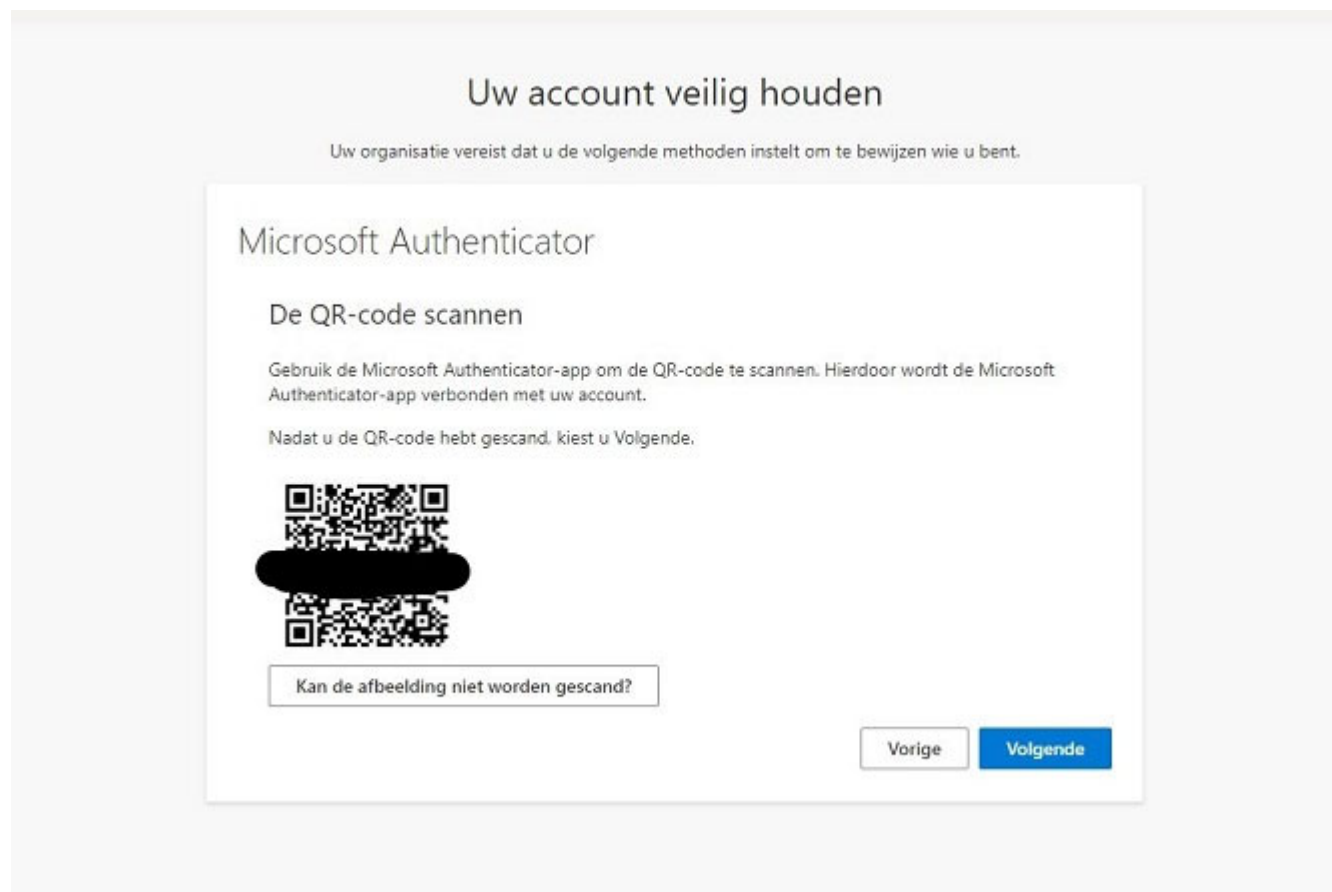 Uw account veilig houden
Uw organisatie vereist dat u de volgende methoden instelt om te bewijzen wie u bent.
Microsoft Authenticator
De QR-code scannen
Gebruik de Microsoft Authenticator-app om de QR-code te scannen. Hierdoor wordt de Microsoft
Authenticator-app verbonden met uw account.
Nadat u de QR-code hebt gescand, kiest u Volgende.
Kan de afbeelding niet worden gescand?
Vorige Volgende